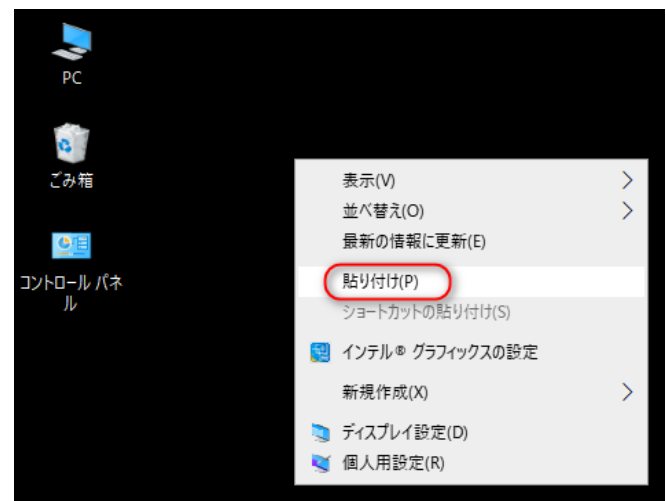 PC
ごみ箱
コントロール パネ
ル
表示(V)
並べ替え(O)
最新の情報に更新(E)
貼り付け(P)
ショートカットの貼り付け(S)
インテル® グラフィックスの設定
新規作成(X)
ディスプレイ設定(D)
個人用設定(R)